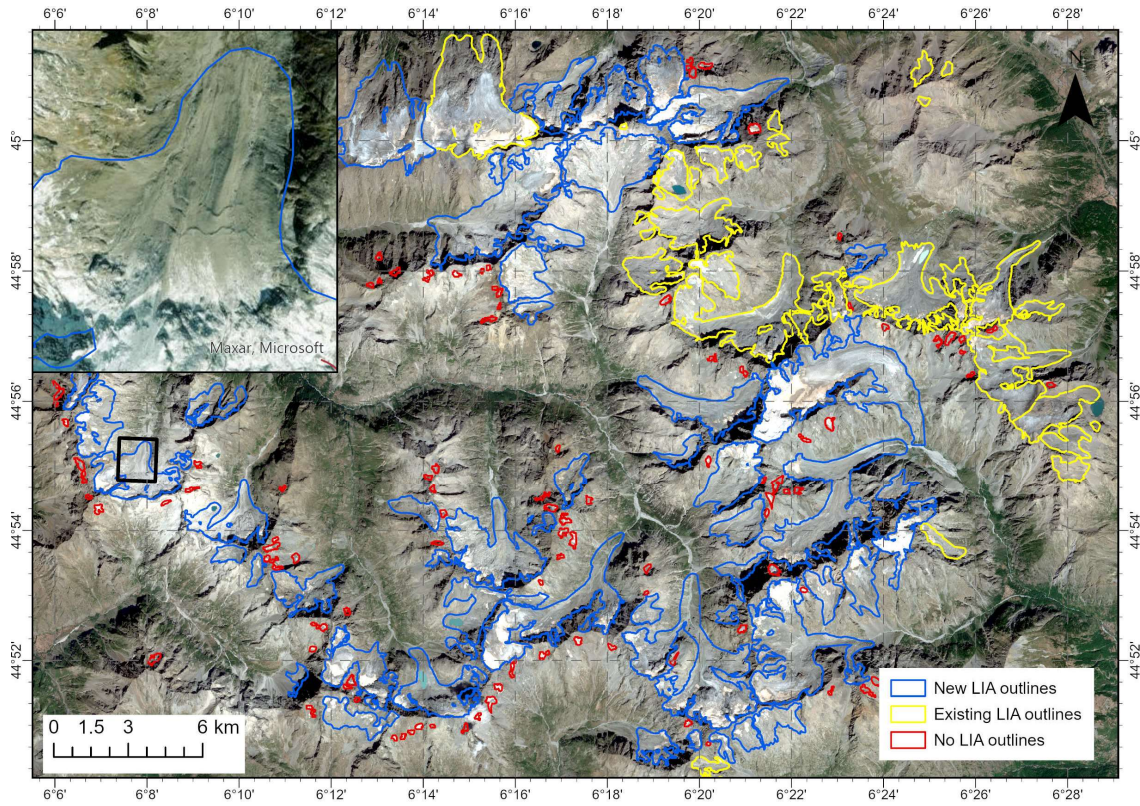 6°6' 6°8' 6°10' 6°12' 6°14' 6°16' 6°18' 6°20' 6°22' 6°24' 6°26' 6°28'
N
45° 45°
Maxar, Microsoft
44°58' 44°58'
44°56' 44°56'
44°54' 44°54'
44°52' 44°52'
New LIA outlines
Existing LIA outlines
No LIA outlines
0 1.5 3 6 km
6°6' 6°8' 6°10' 6°12' 6°14' 6°16' 6°18' 6°20' 6°22' 6°24' 6°26' 6°28'